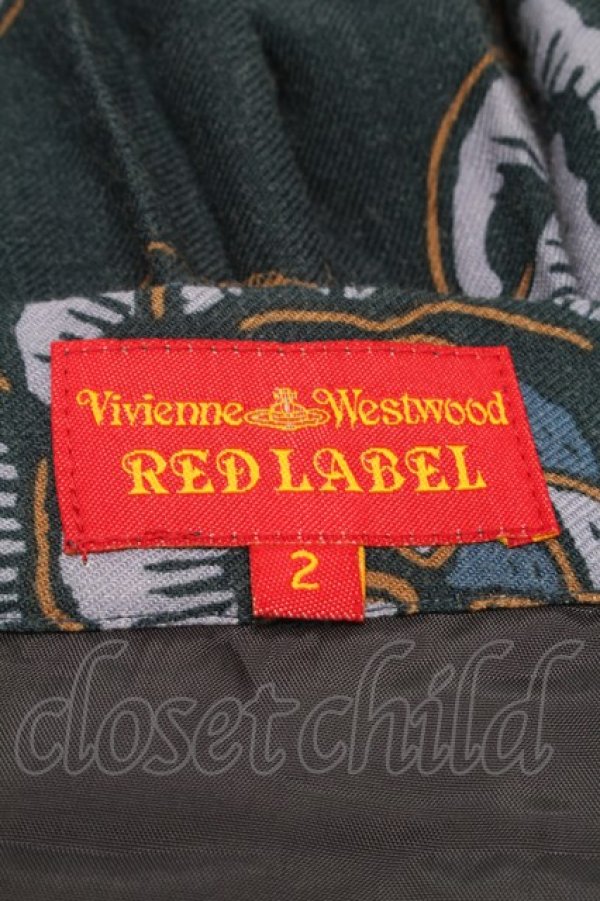 Vivienne Westwood
RED LABEL
2
closet child